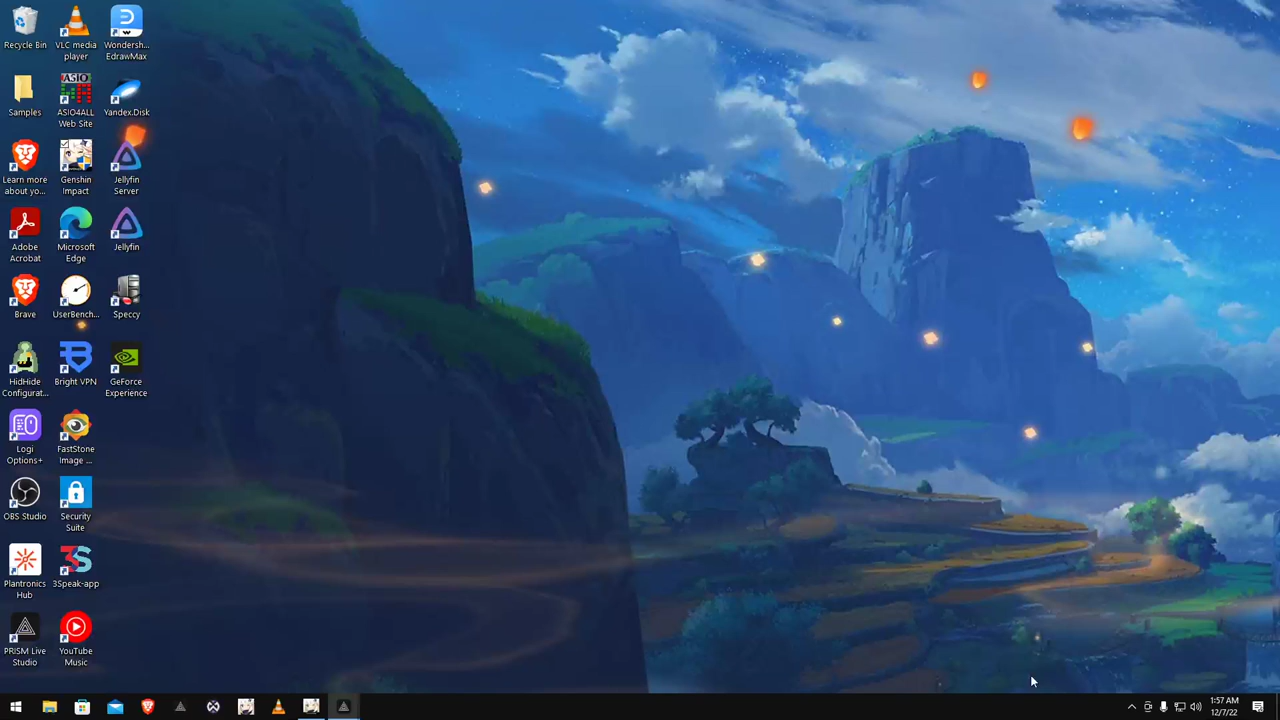 Recycle Bin
VLC media
player
Wondersh...
EdrawMax
Samples
ASIO
ASIO4ALL
Web Site
Yandex.Disk
Learn more
about yo...
Genshin
Impact
Jellyfin
Server
Adobe
Acrobat
Microsoft
Edge
Jellyfin
Brave
UserBench...
Speccy
HidHide
Configurat...
Bright VPN
GeForce
Experience
Logi
Options+
FastStone
Image ...
OBS Studio
Security
Suite
Plantronics
Hub
3S
3Speak-app
PRISM Live
Studio
YouTube
Music
1:57 AM
12/7/22